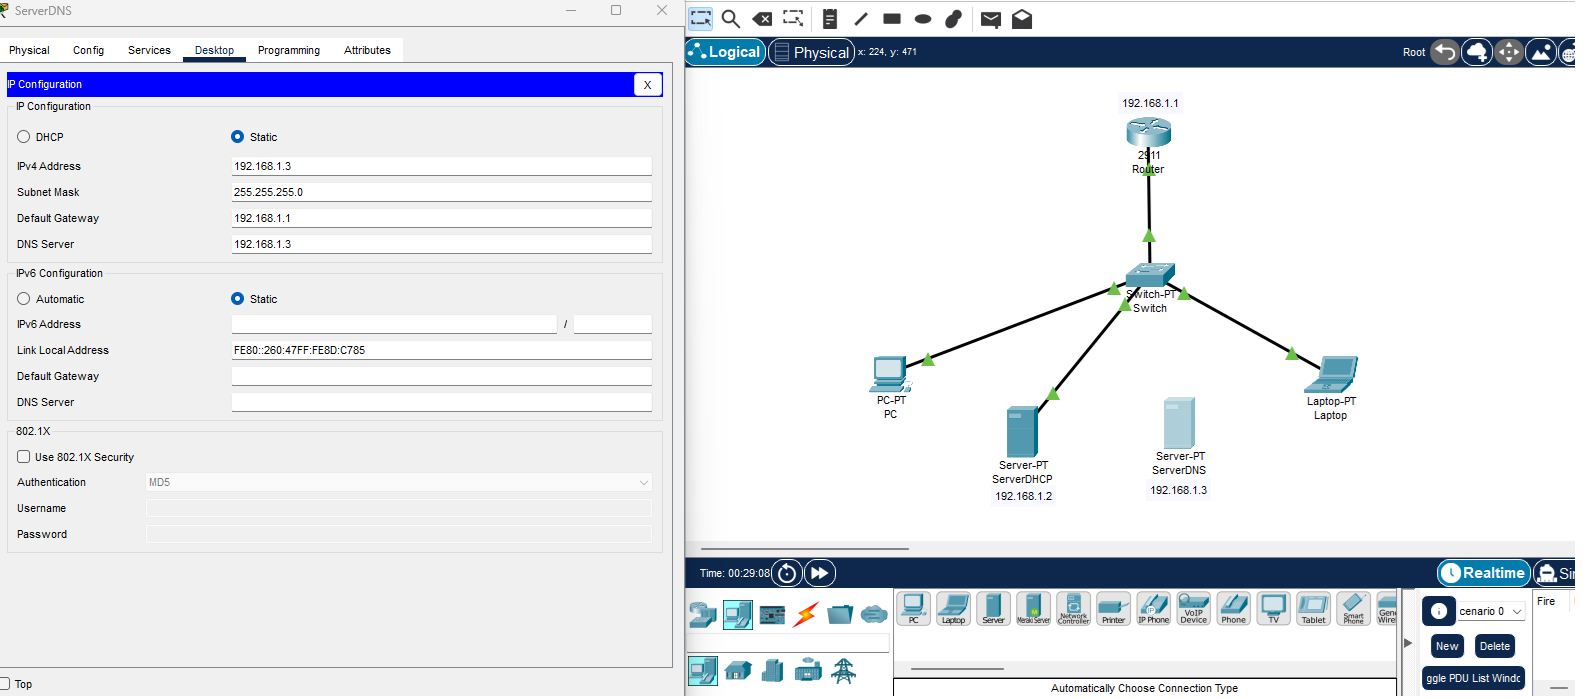 ServerDNS
Physical Config Services Desktop Programming Attributes
IP Configuration X
IP Configuration
DHCP Static
IPv4 Address 192.168.1.3
Subnet Mask 255.255.255.0
Default Gateway 192.168.1.1
DNS Server 192.168.1.3
IPv6 Configuration
Automatic Static
IPv6 Address /
Link Local Address FE80::260:47FF:FE8D:C785
Default Gateway
DNS Server
802.1X
Use 802.1X Security
Authentication MD5
Username
Password
Top
Logical Physical x: 224, y: 471 Root
192.168.1.1
2911
Router
Switch-PT
Switch
PC-PT
PC
Server-PT
ServerDHCP
192.168.1.2
Server-PT
ServerDNS
192.168.1.3
Laptop-PT
Laptop
Time: 00:29:08 Realtime Sir
PC Laptop Server Meraki Server Network Controller Printer IP Phone VoIP Device Phone TV Tablet Smart Phone Gene Wire
Automatically Choose Connection Type
cenario 0
New Delete
ggle PDU List Windo
Fire